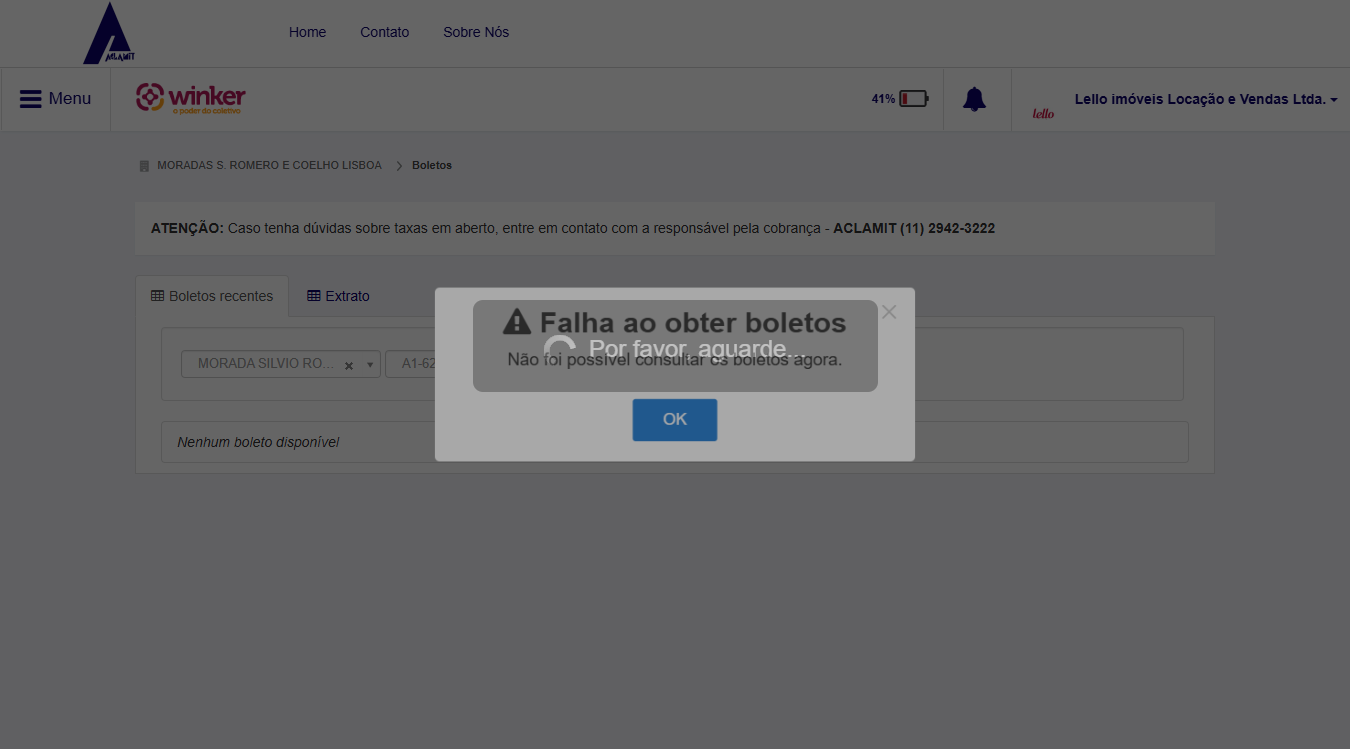 ACLAMIT
Home Contato Sobre Nós
Menu
winker
o poder do coletivo
41%
lello
Lello imóveis Locação e Vendas Ltda.
MORADAS S. ROMERO E COELHO LISBOA > Boletos
ATENÇÃO: Caso tenha dúvidas sobre taxas em aberto, entre em contato com a responsável pela cobrança - ACLAMIT (11) 2942-3222
Boletos recentes Extrato
MORADA SILVIO RO... × A1-62
Falha ao obter boletos
Por favor, aguarde...
Não foi possível consultar os boletos agora.
OK
Nenhum boleto disponível